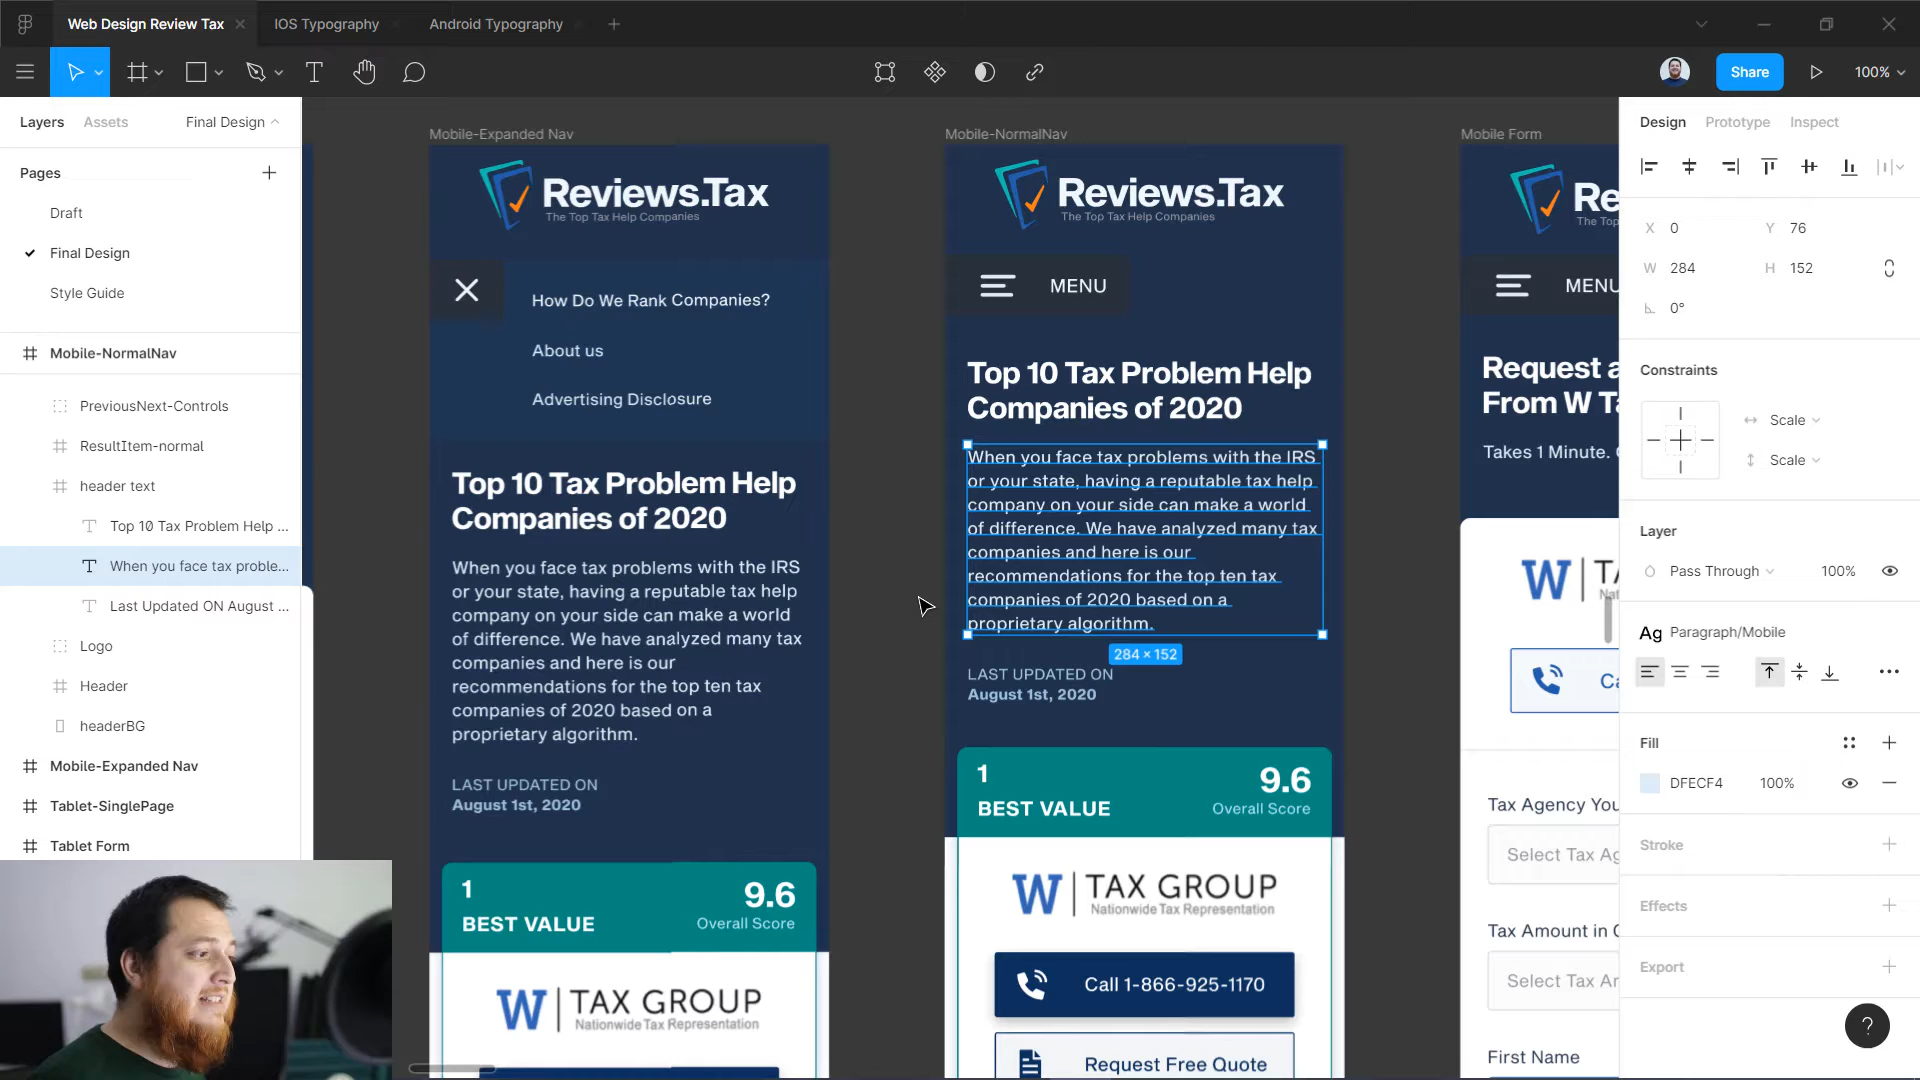 Web Design Review Tax
IOS Typography
Android Typography
Share
100%
Layers
Assets
Final Design
Pages
Draft
Final Design
Style Guide
Mobile-NormalNav
PreviousNext-Controls
ResultItem-normal
header text
Top 10 Tax Problem Help ...
When you face tax proble...
Last Updated ON August ...
Logo
Header
headerBG
Mobile-Expanded Nav
Tablet-SinglePage
Tablet Form
Mobile-Expanded Nav
Reviews.Tax
The Top Tax Help Companies
How Do We Rank Companies?
About us
Advertising Disclosure
Top 10 Tax Problem Help
Companies of 2020
When you face tax problems with the IRS
or your state, having a reputable tax help
company on your side can make a world
of difference. We have analyzed many tax
companies and here is our
recommendations for the top ten tax
companies of 2020 based on a
proprietary algorithm.
LAST UPDATED ON
August 1st, 2020
1
9.6
BEST VALUE
Overall Score
W TAX GROUP
Nationwide Tax Representation
Mobile-NormalNav
Reviews.Tax
The Top Tax Help Companies
MENU
Top 10 Tax Problem Help
Companies of 2020
When you face tax problems with the IRS
or your state, having a reputable tax help
company on your side can make a world
of difference. We have analyzed many tax
companies and here is our
recommendations for the top ten tax
companies of 2020 based on a
proprietary algorithm.
284 × 152
LAST UPDATED ON
August 1st, 2020
1
9.6
BEST VALUE
Overall Score
W TAX GROUP
Nationwide Tax Representation
Call 1-866-925-1170
Request Free Quote
Mobile Form
Re
The Top
MENU
Request a
From W Ta
Takes 1 Minute.
W TA
Nation
Ca
Tax Agency You
Select Tax Ag
Tax Amount in
Select Tax Ar
First Name
Design
Prototype
Inspect
X 0
Y 76
W 284
H 152
0°
Constraints
Scale
Scale
Layer
Pass Through
100%
Ag Paragraph/Mobile
Fill
DFECF4
100%
Stroke
Effects
Export
?